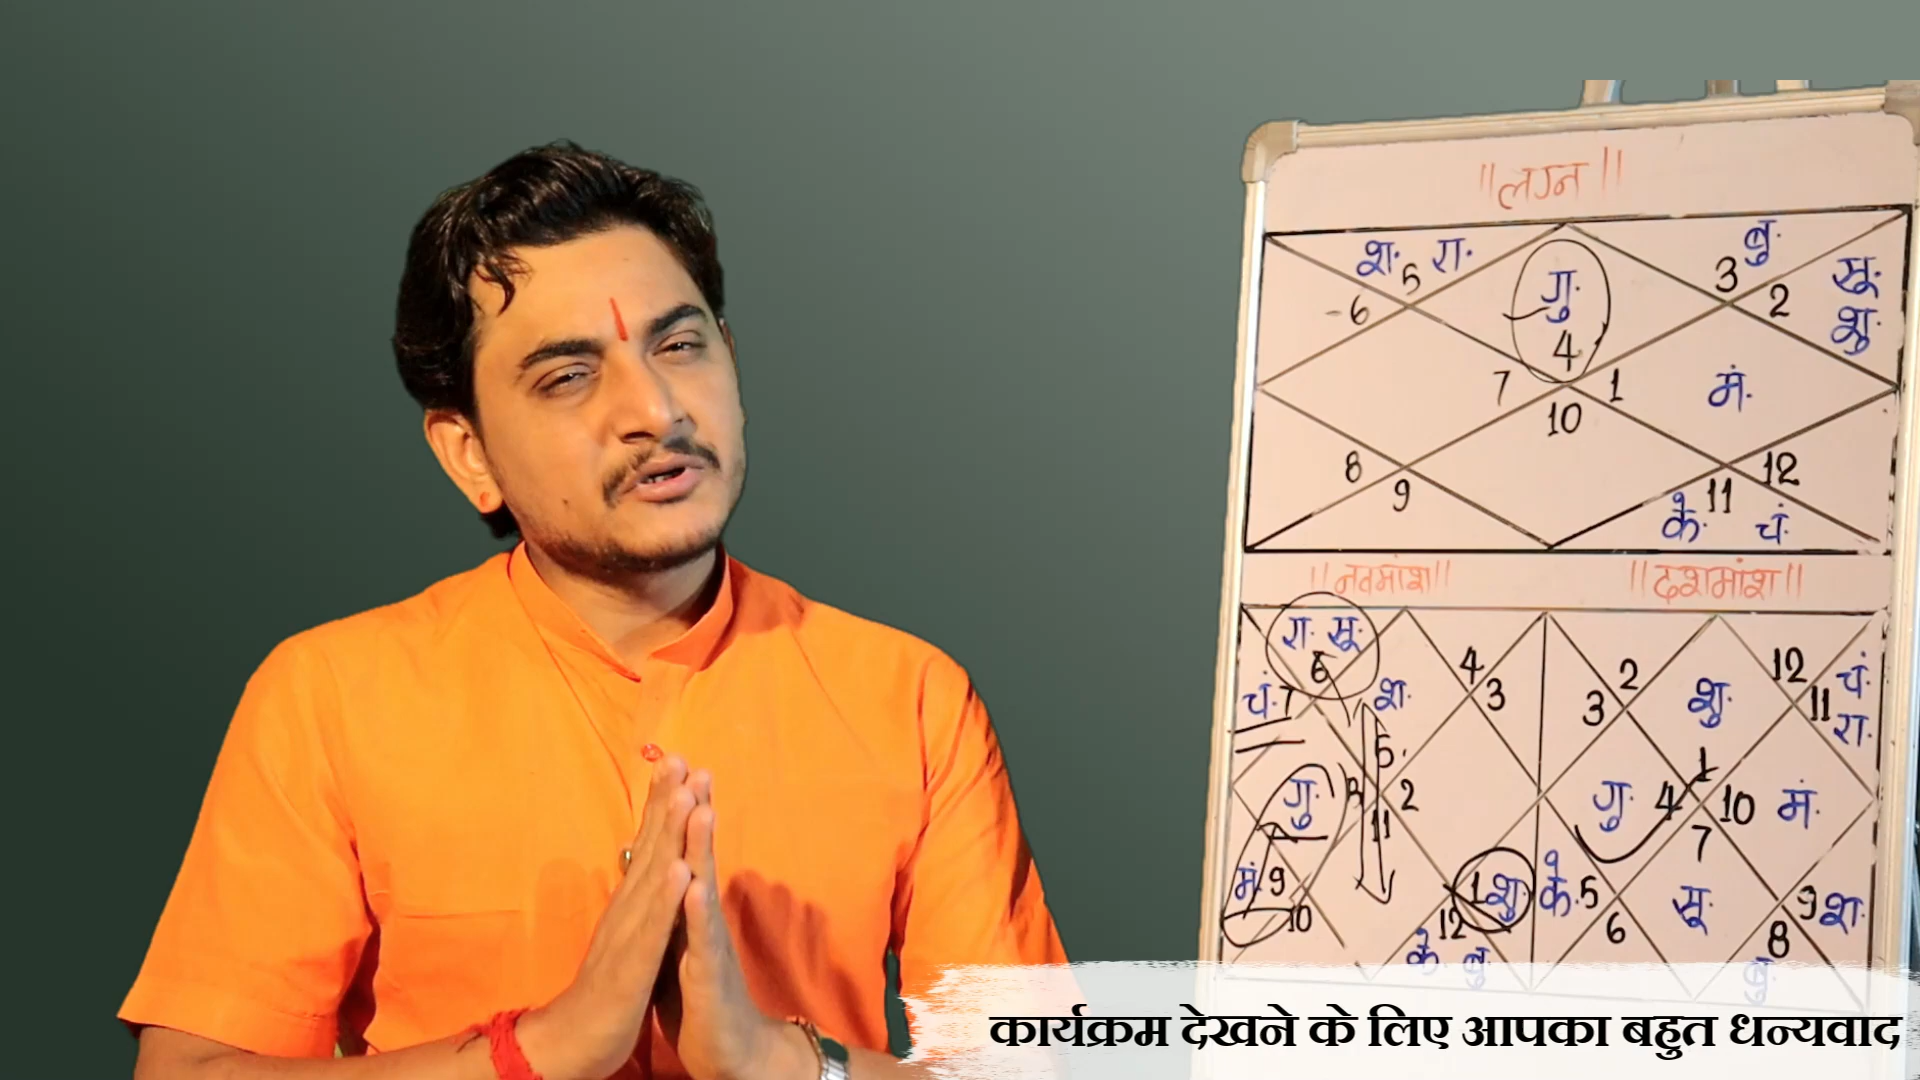 ॥लग्न॥
श. रा. 5
गु. 4
बु. 3
-6
2 सू. शु.
7
1 मं.
10
8
9
12
के. 11 चं.
॥नवमांश॥ ॥दशमांश॥
रा. सू. 6
4
3
चं. 7
श.
5.
गु.
2
11
मं. 9
10
1 शु.
12
के. बु.
2
3
शु. 1
12
11 चं. रा.
गु. 4
10 मं.
7
सू.
के. 5
6
9 श.
8
बु.
कार्यक्रम देखने के लिए आपका बहुत धन्यवाद